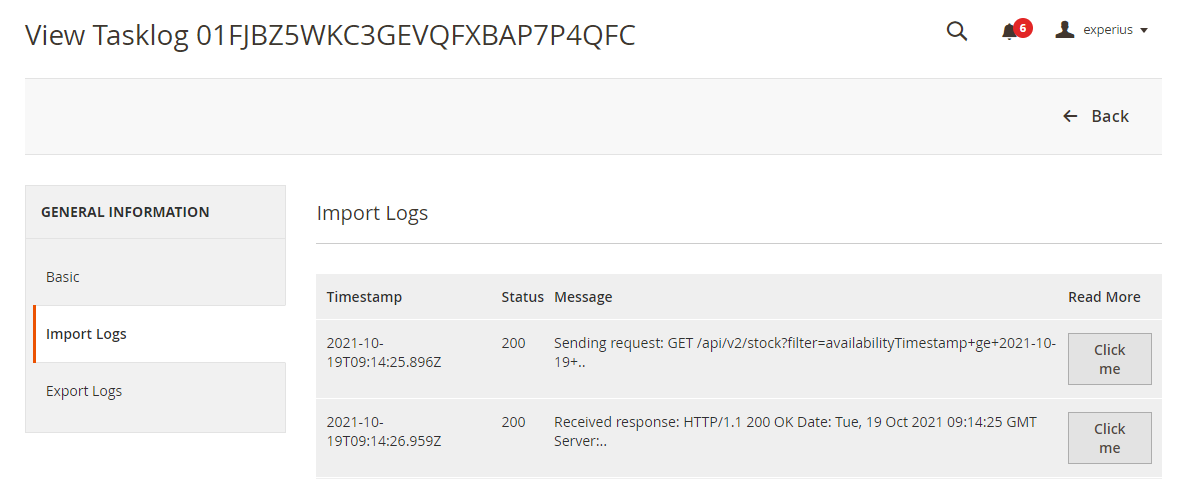 View Tasklog 01FJBZ5WKC3GEVQFXBAP7P4QFC
6
experius
Back
GENERAL INFORMATION
Basic
Import Logs
Export Logs
Import Logs
Timestamp Status Message Read More
2021-10-
19T09:14:25.896Z
200
Sending request: GET /api/v2/stock?filter=availabilityTimestamp+ge+2021-10-
19+..
Click
me
2021-10-
19T09:14:26.959Z
200
Received response: HTTP/1.1 200 OK Date: Tue, 19 Oct 2021 09:14:25 GMT
Server:..
Click
me